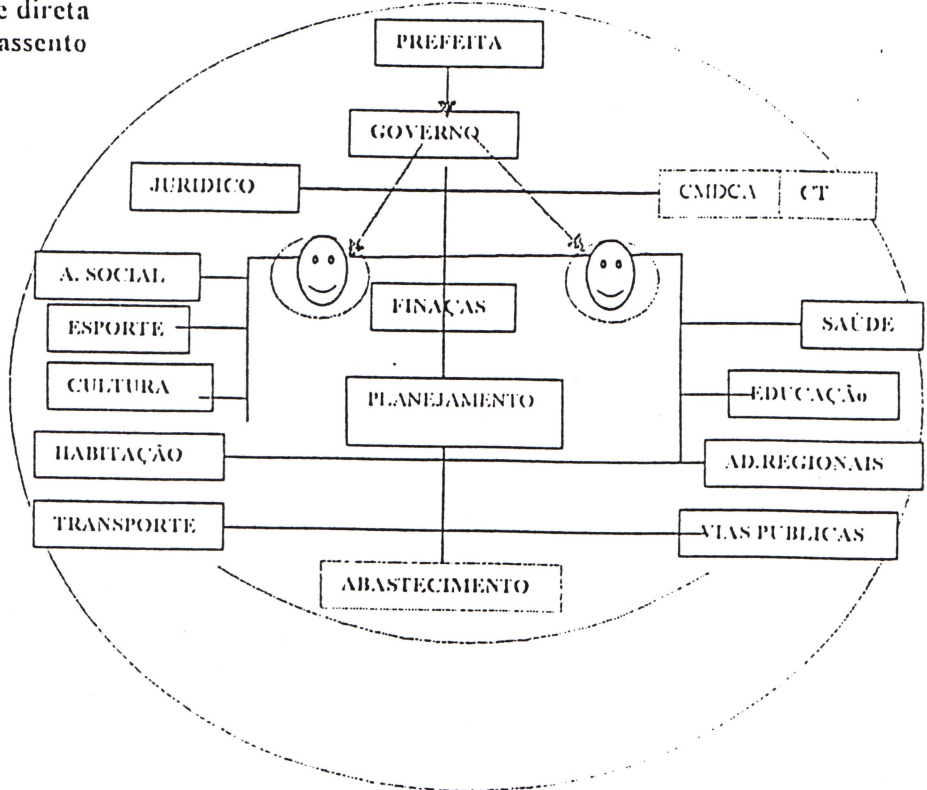 e direta
assento
PREFEITA
GOVERNO
JURIDICO
CMDCA CT
A. SOCIAL
FINAÇAS
ESPORTE
SAÚDE
CULTURA
PLANEJAMENTO
EDUCAÇÃo
HABITAÇÃO
AD.REGIONAIS
TRANSPORTE
VIAS PUBLICAS
ABASTECIMENTO